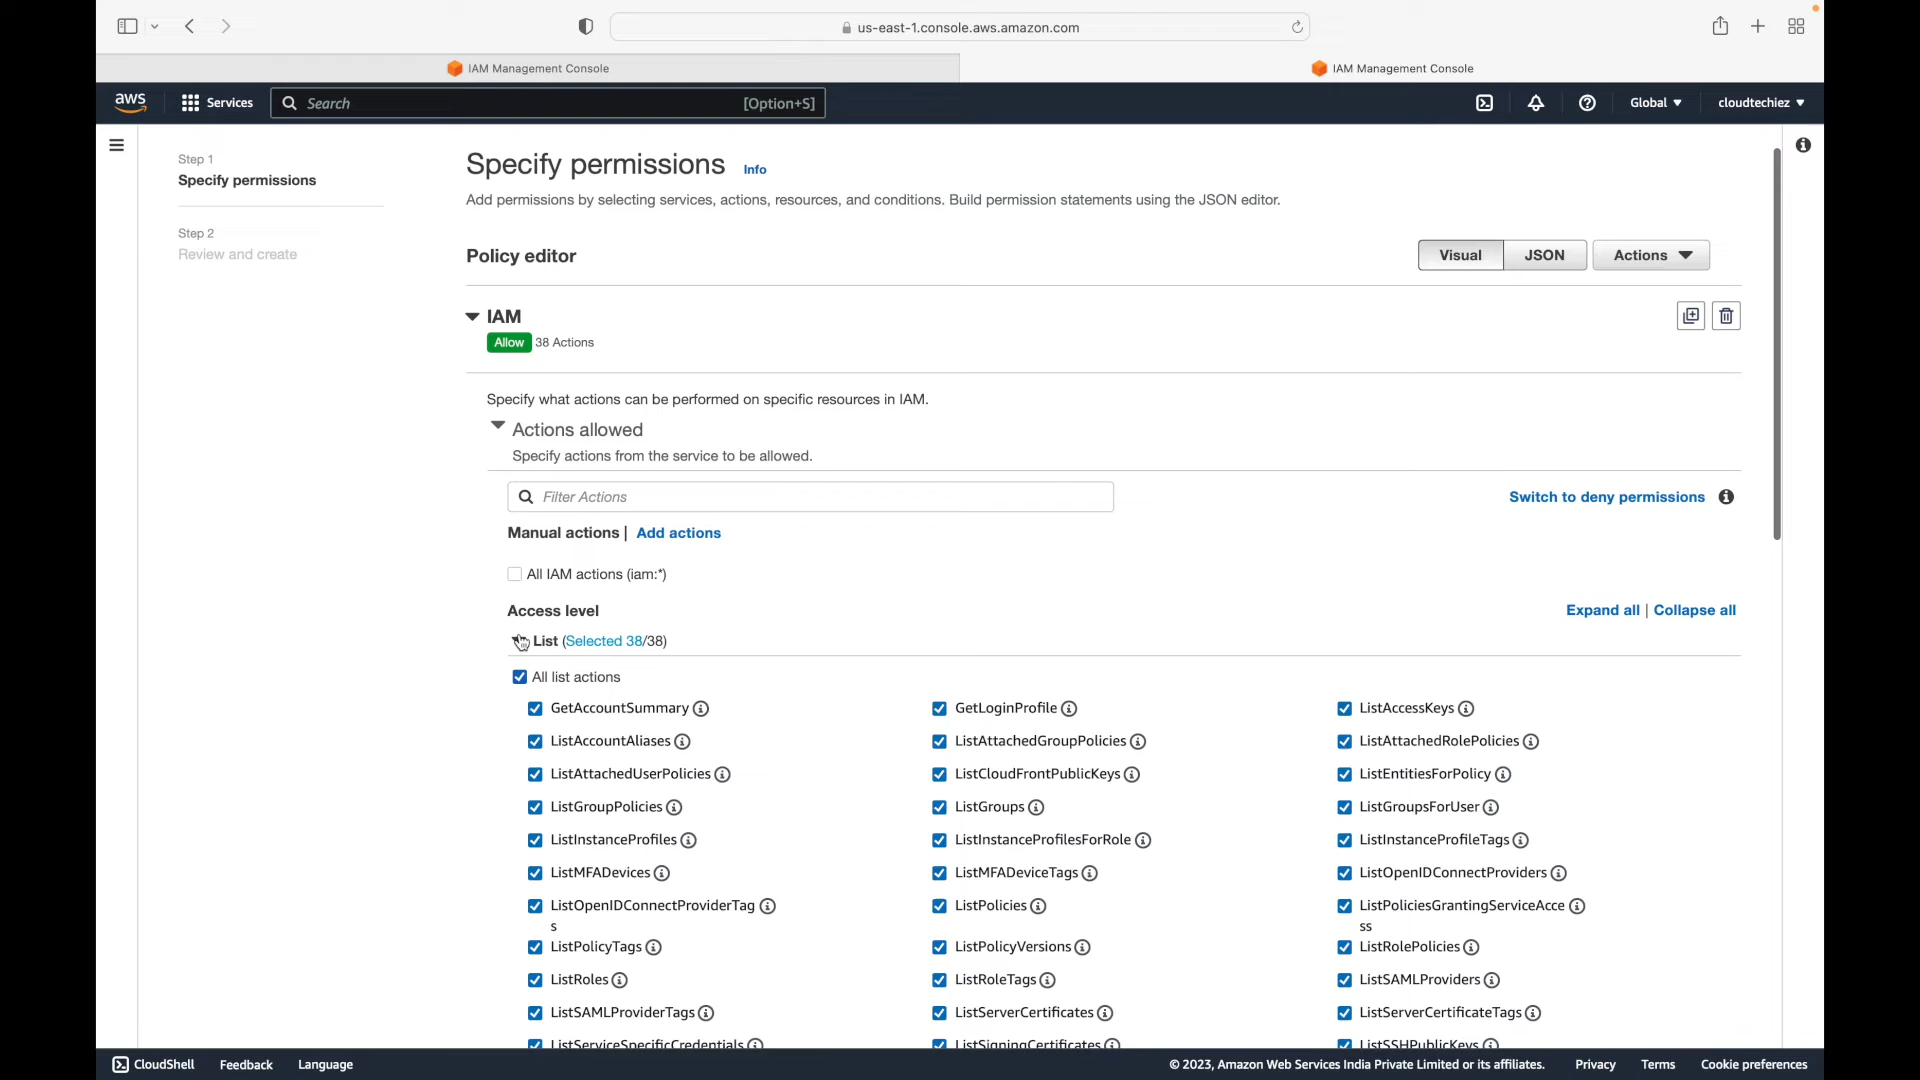 us-east-1.console.aws.amazon.com
IAM Management Console
IAM Management Console
aws
Services
Search
[Option+S]
Global
cloudtechiez
Step 1
Specify permissions
Step 2
Review and create
Specify permissions Info
Add permissions by selecting services, actions, resources, and conditions. Build permission statements using the JSON editor.
Policy editor
Visual
JSON
Actions
IAM
Allow 38 Actions
Specify what actions can be performed on specific resources in IAM.
Actions allowed
Specify actions from the service to be allowed.
Filter Actions
Switch to deny permissions
Manual actions | Add actions
All IAM actions (iam:*)
Access level
Expand all | Collapse all
List (Selected 38/38)
All list actions
GetAccountSummary
GetLoginProfile
ListAccessKeys
ListAccountAliases
ListAttachedGroupPolicies
ListAttachedRolePolicies
ListAttachedUserPolicies
ListCloudFrontPublicKeys
ListEntitiesForPolicy
ListGroupPolicies
ListGroups
ListGroupsForUser
ListInstanceProfiles
ListInstanceProfilesForRole
ListInstanceProfileTags
ListMFADevices
ListMFADeviceTags
ListOpenIDConnectProviders
ListOpenIDConnectProviderTag
s
ListPolicies
ListPoliciesGrantingServiceAcce
ss
ListPolicyTags
ListPolicyVersions
ListRolePolicies
ListRoles
ListRoleTags
ListSAMLProviders
ListSAMLProviderTags
ListServerCertificates
ListServerCertificateTags
ListServiceSpecificCredentials
ListSigningCertificates
ListSSHPublicKeys
CloudShell
Feedback
Language
© 2023, Amazon Web Services India Private Limited or its affiliates.
Privacy
Terms
Cookie preferences